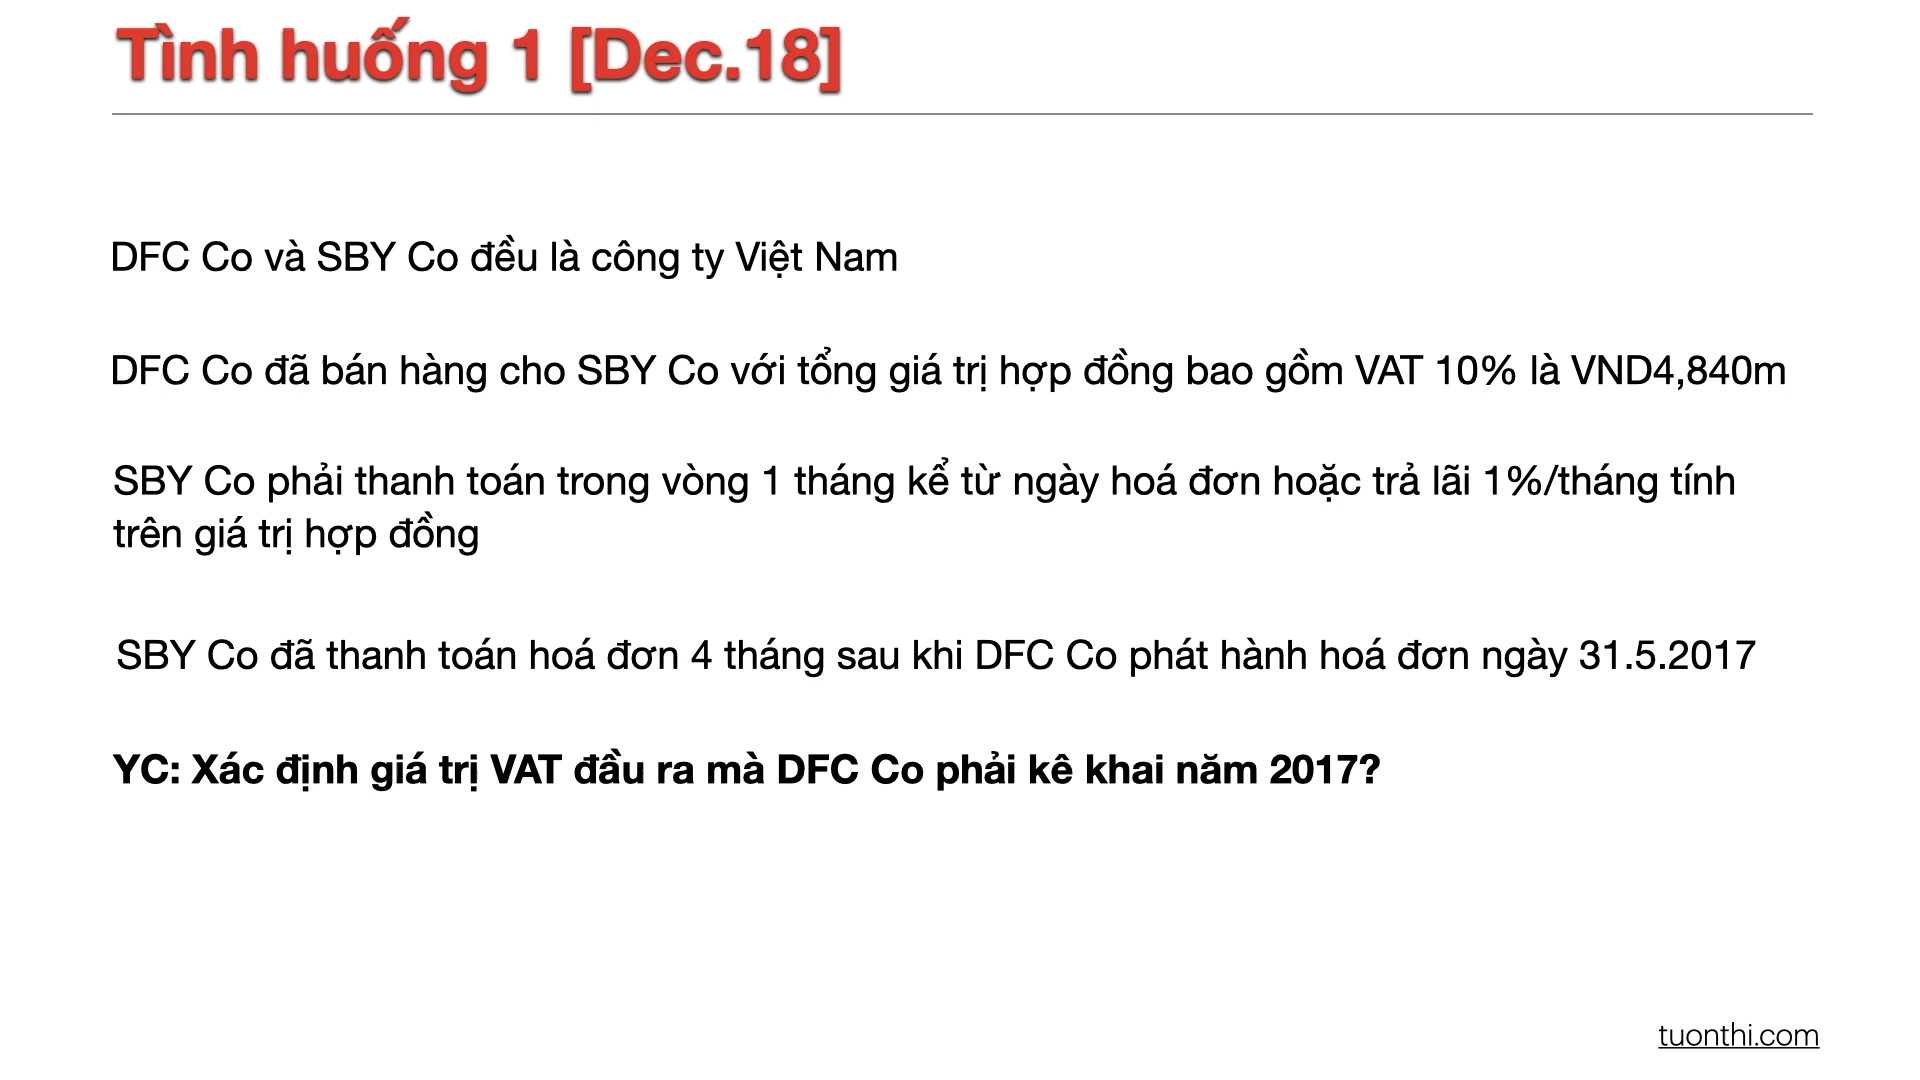 Tình huống 1 [Dec.18]
DFC Co và SBY Co đều là công ty Việt Nam
DFC Co đã bán hàng cho SBY Co với tổng giá trị hợp đồng bao gồm VAT 10% là VND4,840m
SBY Co phải thanh toán trong vòng 1 tháng kể từ ngày hoá đơn hoặc trả lãi 1%/tháng tính
trên giá trị hợp đồng
SBY Co đã thanh toán hoá đơn 4 tháng sau khi DFC Co phát hành hoá đơn ngày 31.5.2017
YC: Xác định giá trị VAT đầu ra mà DFC Co phải kê khai năm 2017?
tuonthi.com